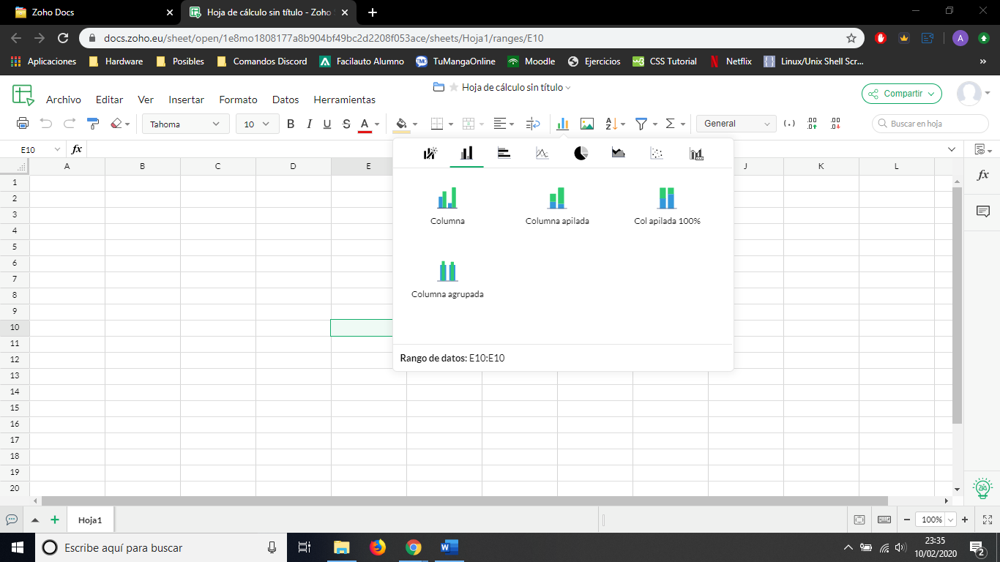 Zoho Docs
Hoja de cálculo sin título - Zoho S
docs.zoho.eu/sheet/open/1e8mo1808177a8b904bf49bc2d2208f053ace/sheets/Hoja1/ranges/E10
A
Aplicaciones Hardware Posibles Comandos Discord Facilauto Alumno TuMangaOnline Moodle Ejercicios CSS Tutorial Netflix Linux/Unix Shell Scr... »
Hoja de cálculo sin título
Archivo Editar Ver Insertar Formato Datos Herramientas
Compartir
Tahoma 10 B I U S A General (.) .00 .00
Buscar en hoja
E10 fx
A B C D E J K L
fx
1
2
3
4
5
6
7
8
9
10
11
12
13
14
15
16
17
18
19
20
Columna Columna apilada Col apilada 100%
Columna agrupada
Rango de datos: E10:E10
Hoja1
100%
Escribe aquí para buscar
23:35
10/02/2020
2